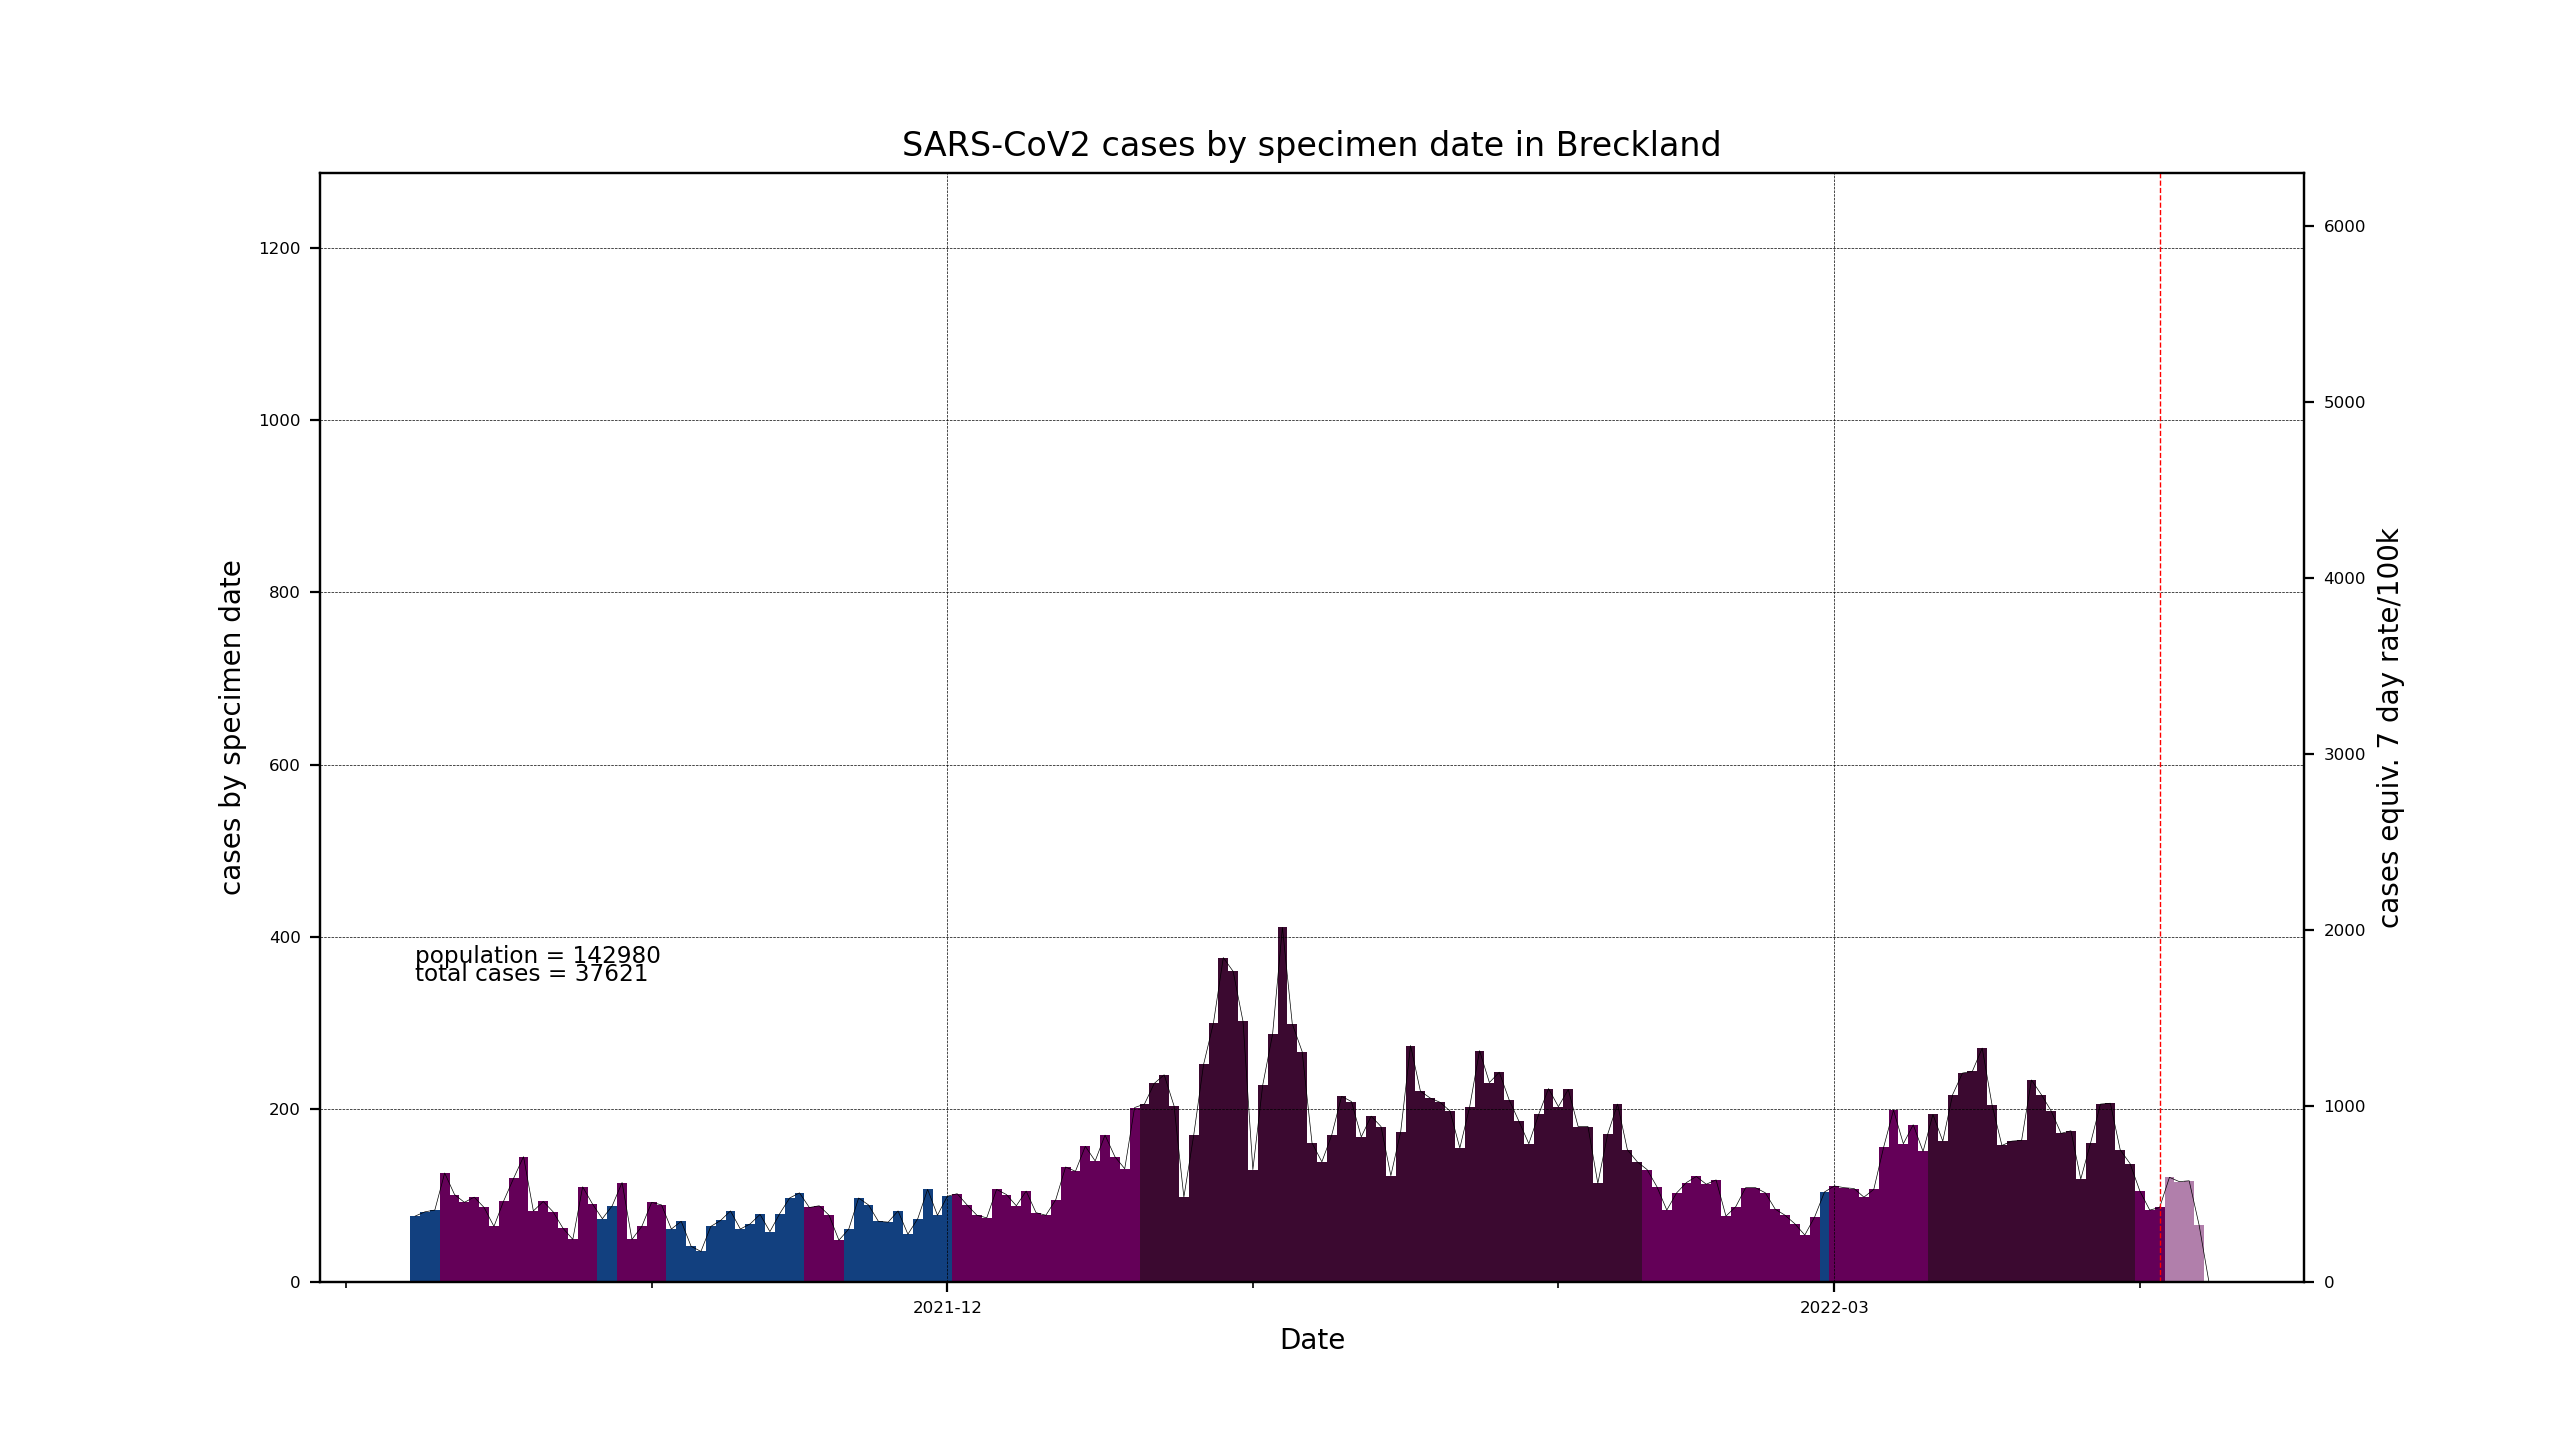 SARS-CoV2 cases by specimen date in Breckland
cases by specimen date
1200
1000
800
600
400
200
0
6000
5000
4000
3000
2000
1000
0
cases equiv. 7 day rate/100k
population = 142980
total cases = 37621
2021-12
2022-03
Date